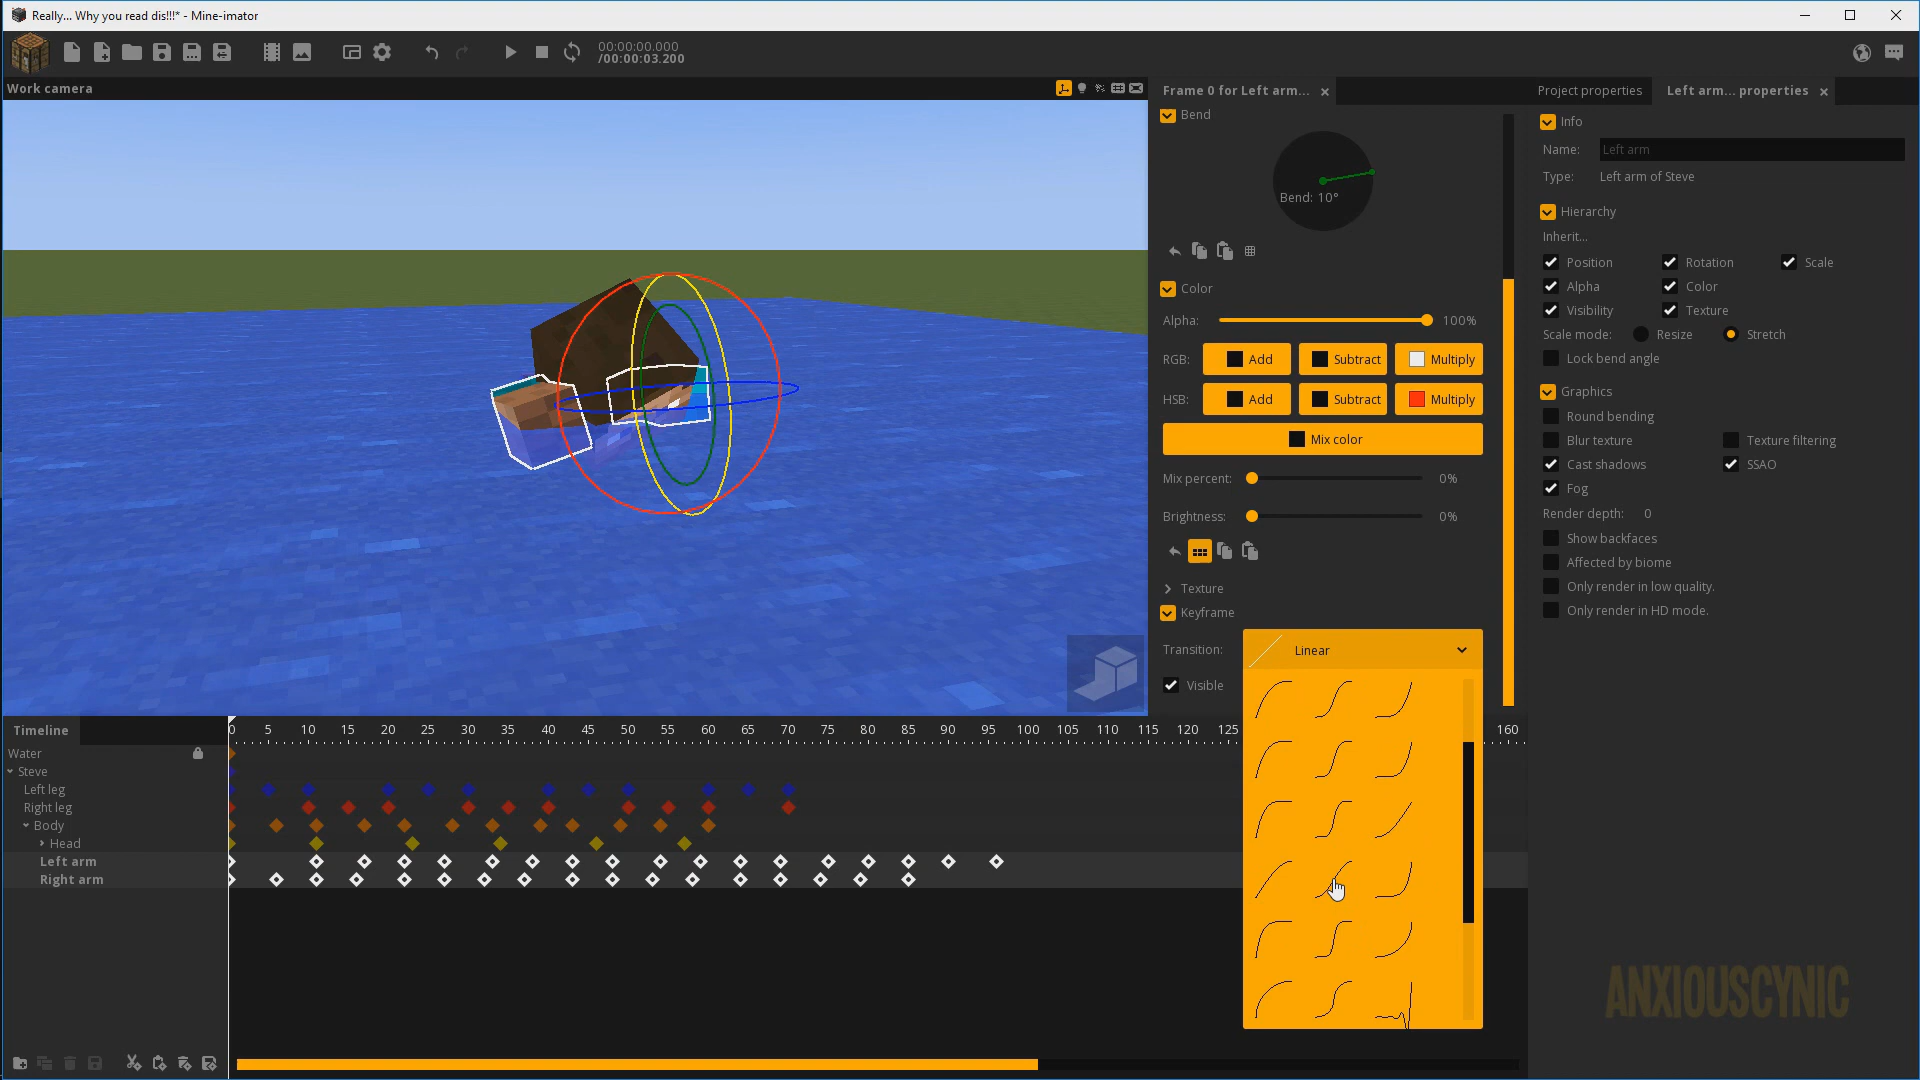 Really... Why you read dis!!!* - Mine-imator
00:00:00.000
/00:00:03.200
Work camera
Frame 0 for Left arm...
Project properties
Left arm... properties
Bend
Bend: 10°
Color
Alpha:
100%
RGB:
Add
Subtract
Multiply
HSB:
Add
Subtract
Multiply
Mix color
Mix percent:
0%
Brightness:
0%
Texture
Keyframe
Transition:
Linear
Visible
Info
Name:
Left arm
Type:
Left arm of Steve
Hierarchy
Inherit...
Position
Rotation
Scale
Alpha
Color
Visibility
Texture
Scale mode:
Resize
Stretch
Lock bend angle
Graphics
Round bending
Blur texture
Texture filtering
Cast shadows
SSAO
Fog
Render depth:
0
Show backfaces
Affected by biome
Only render in low quality.
Only render in HD mode.
Timeline
0 5 10 15 20 25 30 35 40 45 50 55 60 65 70 75 80 85 90 95 100 105 110 115 120 125 160
Water
Steve
Left leg
Right leg
Body
Head
Left arm
Right arm
ANXIOUSCYNIC